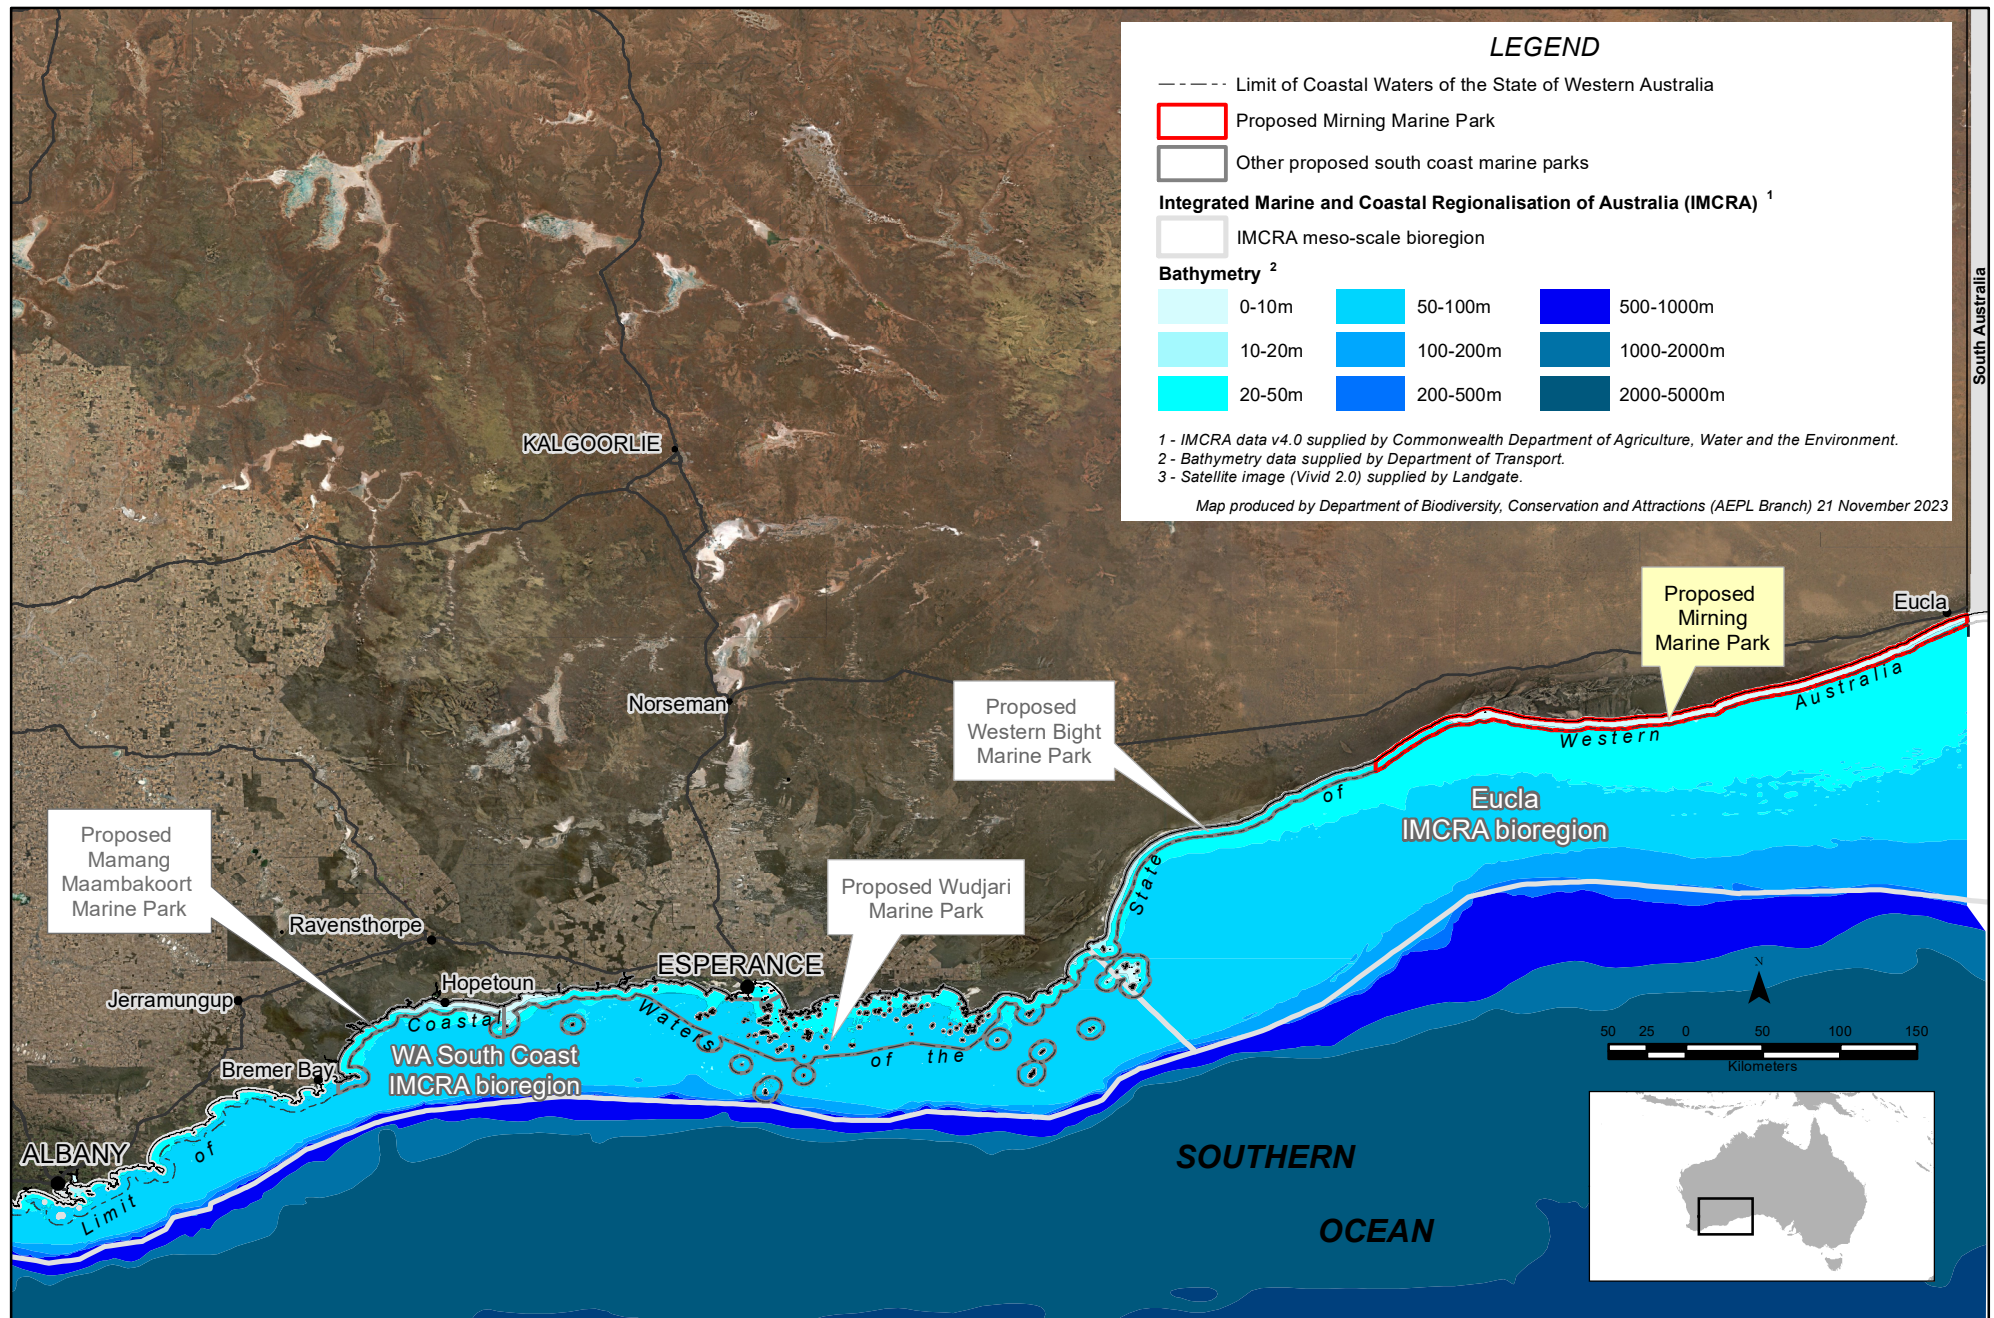 LEGEND
Limit of Coastal Waters of the State of Western Australia
Proposed Mirning Marine Park
Other proposed south coast marine parks
Integrated Marine and Coastal Regionalisation of Australia (IMCRA) 1
IMCRA meso-scale bioregion
Bathymetry 2
0-10m
50-100m
500-1000m
10-20m
100-200m
1000-2000m
20-50m
200-500m
2000-5000m
1 - IMCRA data v4.0 supplied by Commonwealth Department of Agriculture, Water and the Environment.
2 - Bathymetry data supplied by Department of Transport.
3 - Satellite image (Vivid 2.0) supplied by Landgate.
Map produced by Department of Biodiversity, Conservation and Attractions (AEPL Branch) 21 November 2023
South Australia
KALGOORLIE
Proposed
Mirning
Marine Park
Eucla
Norseman
Proposed
Western Bight
Marine Park
Western
Australia
of
State
Eucla
IMCRA bioregion
Proposed
Mamang
Maambakoort
Marine Park
Proposed Wudjari
Marine Park
Ravensthorpe
ESPERANCE
Hopetoun
Jerramungup
Coastal
Waters
of the
WA South Coast
IMCRA bioregion
Bremer Bay
ALBANY
of
Limit
SOUTHERN
OCEAN
N
50 25 0 50 100 150
Kilometers